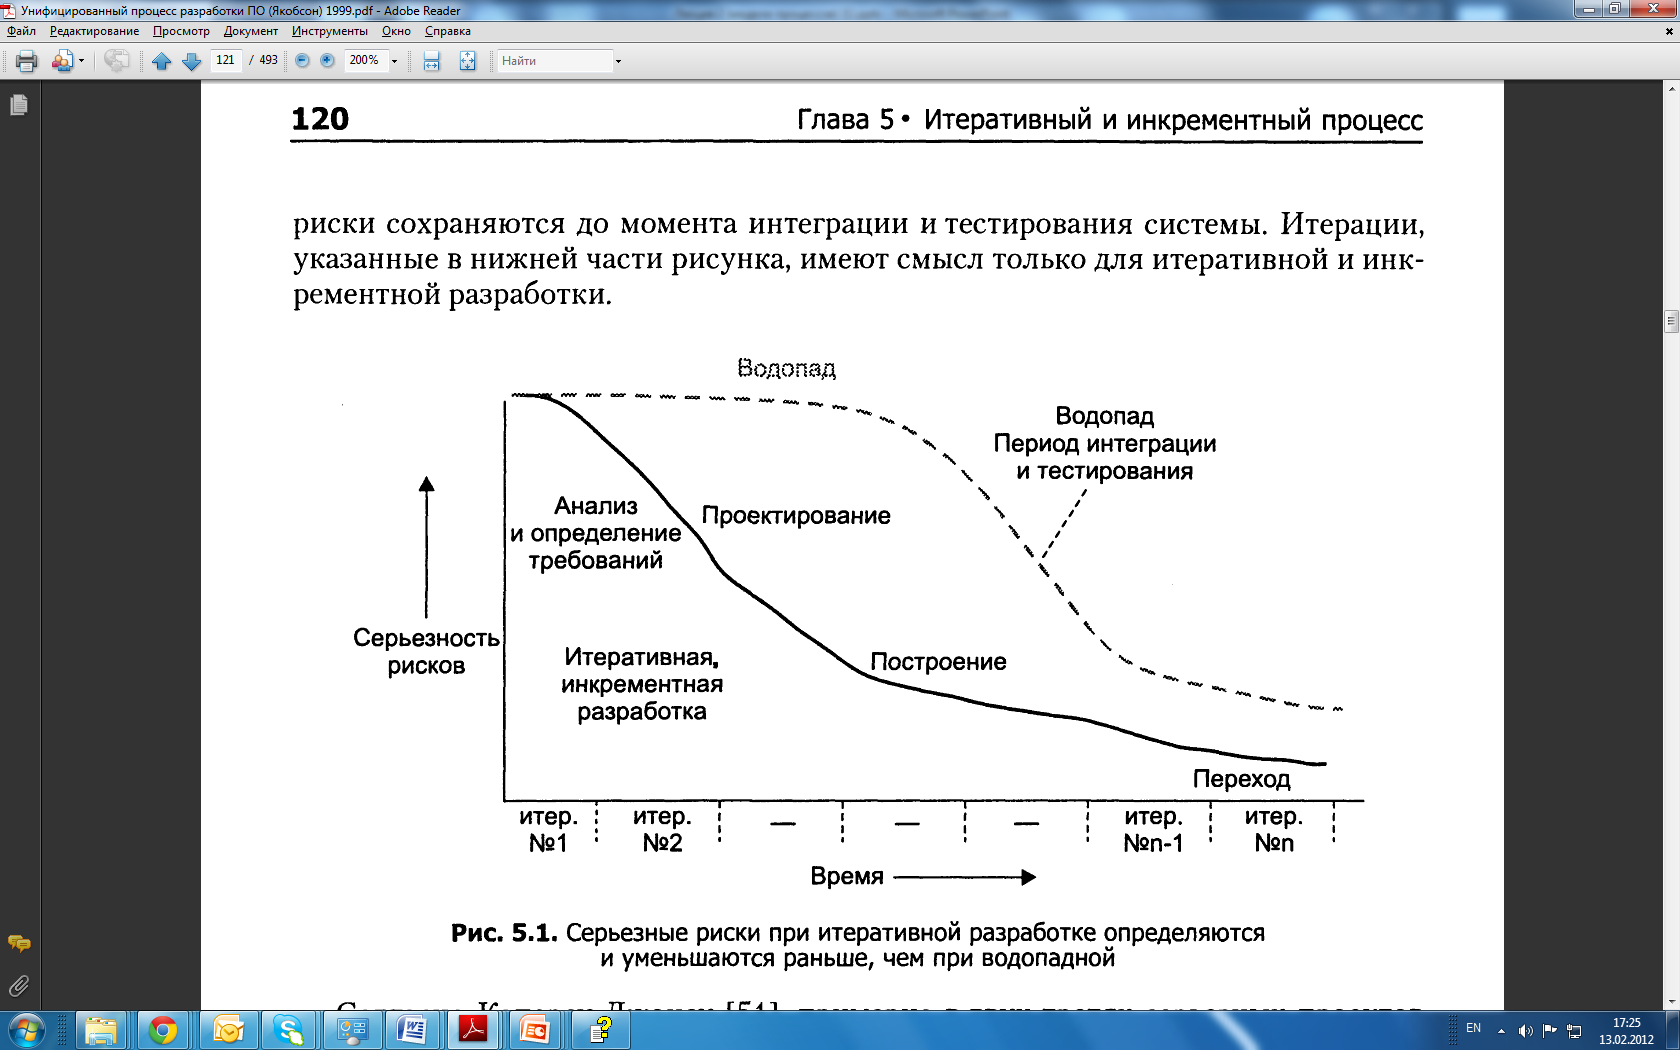 Унифицированный процесс разработки ПО (Якобсон) 1999.pdf - Adobe Reader
Файл Редактирование Просмотр Документ Инструменты Окно Справка
121 / 493 200% Найти
120 Глава 5 • Итеративный и инкрементный процесс
риски сохраняются до момента интеграции и тестирования системы. Итерации,
указанные в нижней части рисунка, имеют смысл только для итеративной и инк-
рементной разработки.
Водопад
Водопад
Период интеграции
и тестирования
Анализ
и определение
требований
Проектирование
Серьезность
рисков
Итеративная,
инкрементная
разработка
Построение
Переход
итер. итер. — — — итер. итер.
№1 №2 №n-1 №n
Время
Рис. 5.1. Серьезные риски при итеративной разработке определяются
и уменьшаются раньше, чем при водопадной
EN
17:25
13.02.2012